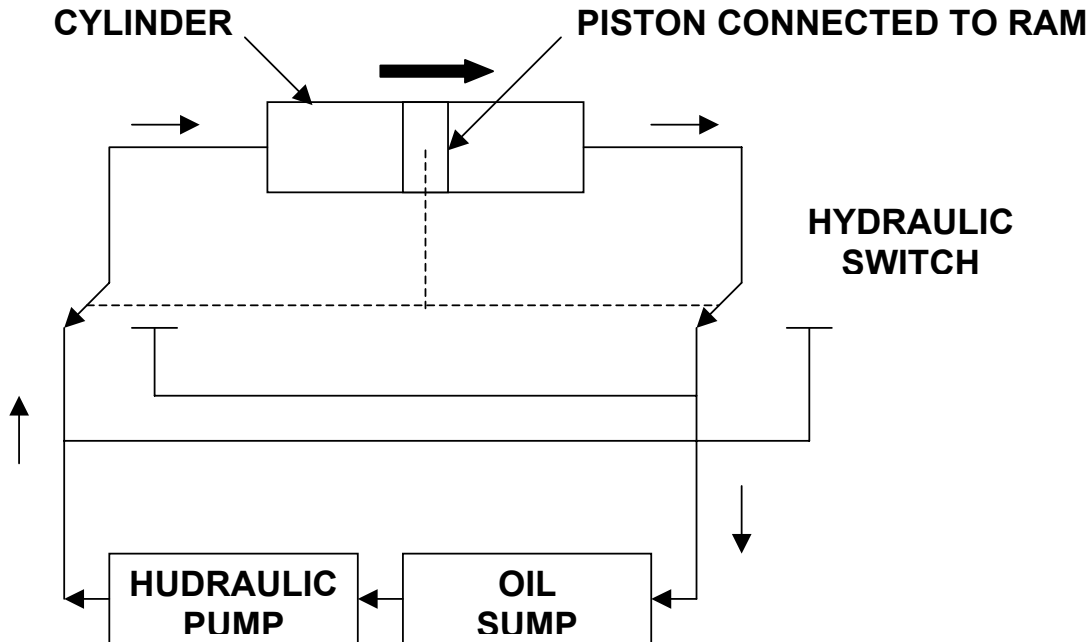 CYLINDER
PISTON CONNECTED TO RAM
HYDRAULIC
SWITCH
HUDRAULIC
PUMP
OIL
SUMP